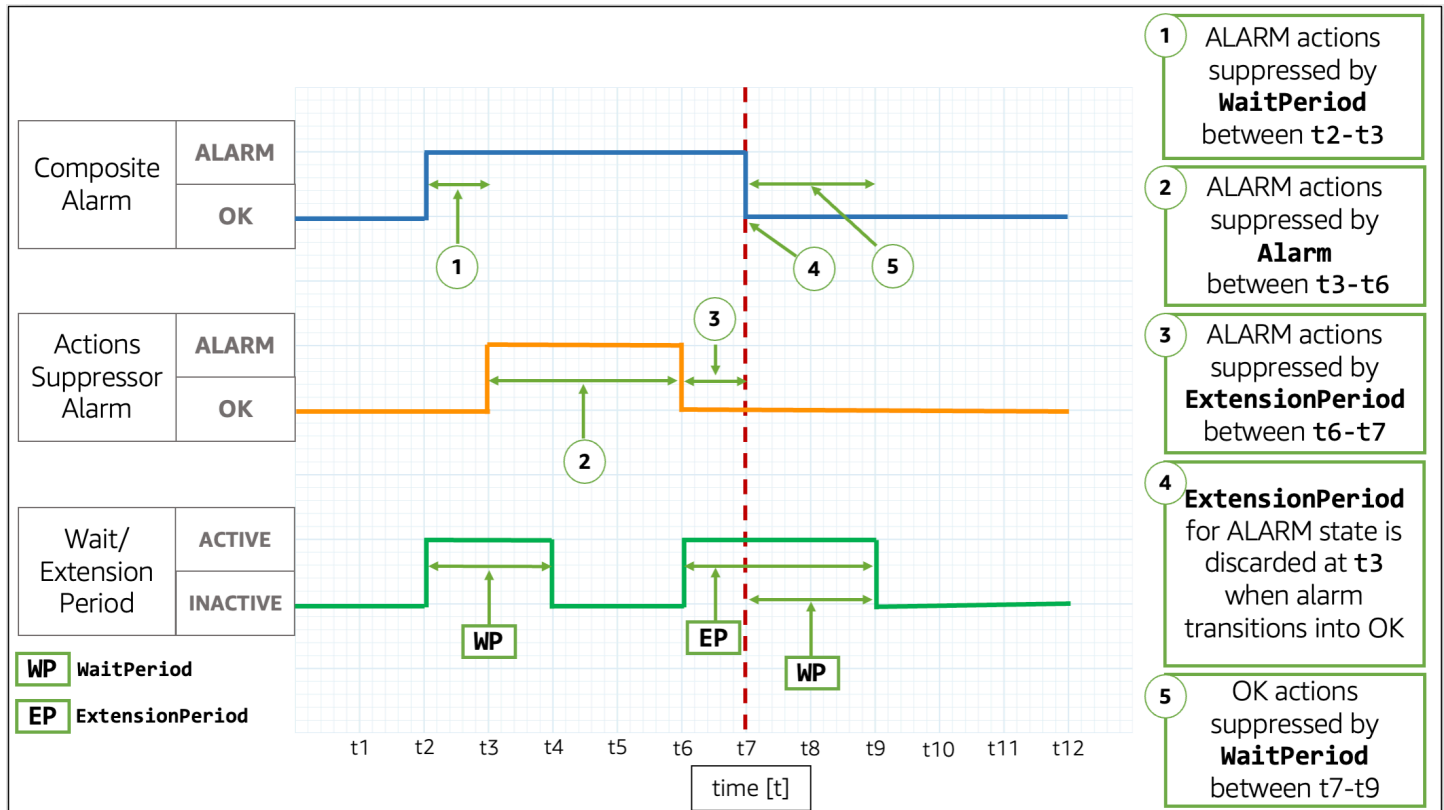 Composite
Alarm
ALARM
OK
1
4
5
Actions
Suppressor
Alarm
ALARM
OK
3
2
Wait/
Extension
Period
ACTIVE
INACTIVE
WP
EP
WP
WP WaitPeriod
EP ExtensionPeriod
t1 t2 t3 t4 t5 t6 t7 t8 t9 t10 t11 t12
time [t]
1
ALARM actions
suppressed by
WaitPeriod
between t2-t3
2
ALARM actions
suppressed by
Alarm
between t3-t6
3
ALARM actions
suppressed by
ExtensionPeriod
between t6-t7
4
ExtensionPeriod
for ALARM state is
discarded at t3
when alarm
transitions into OK
5
OK actions
suppressed by
WaitPeriod
between t7-t9